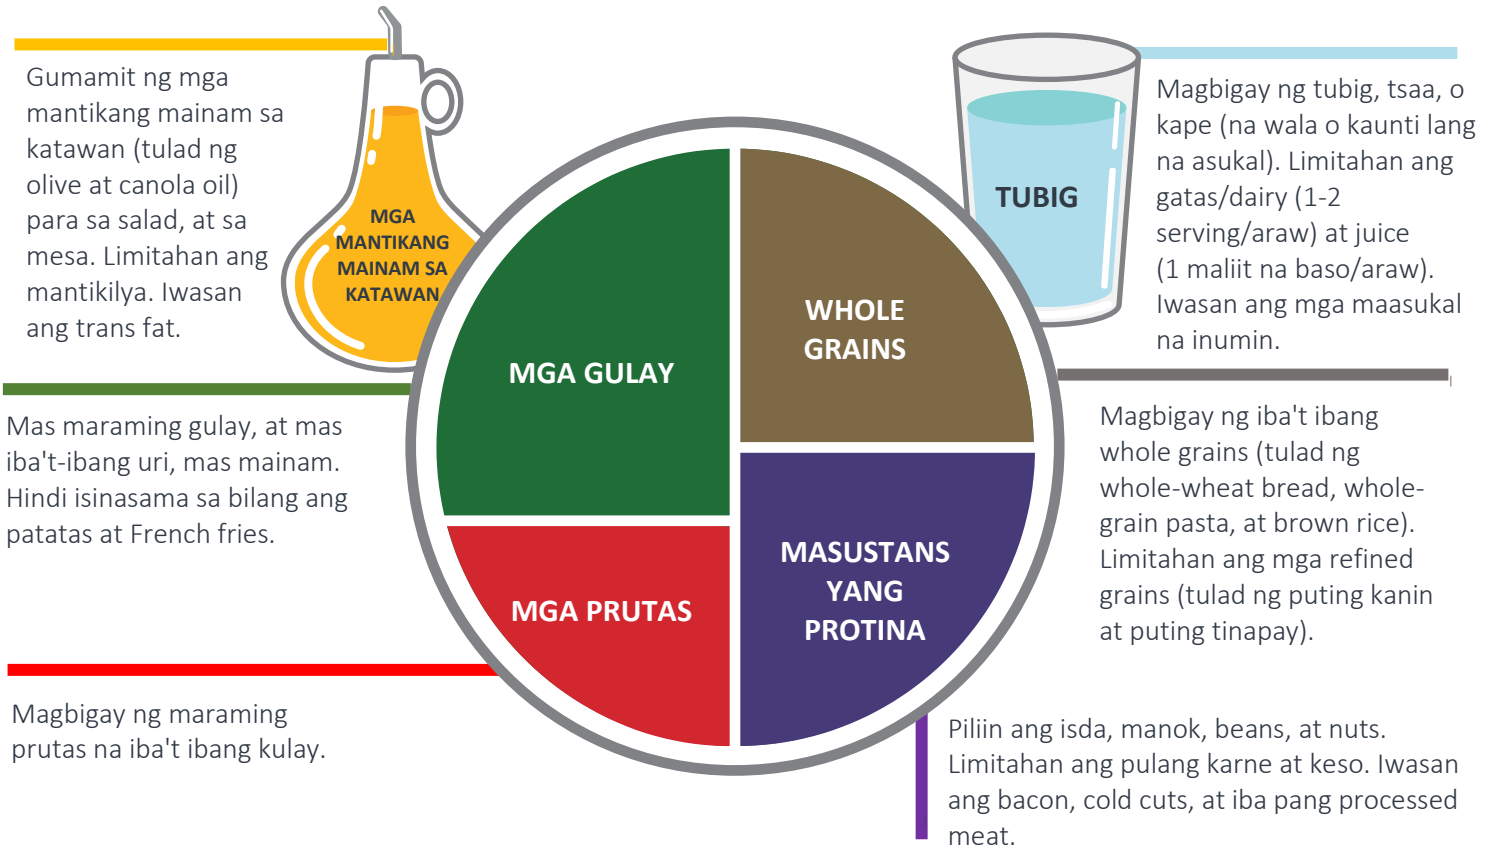 Gumamit ng mga
mantikang mainam sa
katawan (tulad ng
olive at canola oil)
para sa salad, at sa
mesa. Limitahan ang
mantikilya. Iwasan
ang trans fat.
MGA
MANTIKANG
MAINAM SA
KATAWAN
TUBIG
Magbigay ng tubig, tsaa, o
kape (na wala o kaunti lang
na asukal). Limitahan ang
gatas/dairy (1-2
serving/araw) at juice
(1 maliit na baso/araw).
Iwasan ang mga maasukal
na inumin.
MGA GULAY
WHOLE
GRAINS
Mas maraming gulay, at mas
iba't-ibang uri, mas mainam.
Hindi isinasama sa bilang ang
patatas at French fries.
Magbigay ng iba't ibang
whole grains (tulad ng
whole-wheat bread, whole-
grain pasta, at brown rice).
Limitahan ang mga refined
grains (tulad ng puting kanin
at puting tinapay).
MGA PRUTAS
MASUSTANS
YANG
PROTINA
Magbigay ng maraming
prutas na iba't ibang kulay.
Piliin ang isda, manok, beans, at nuts.
Limitahan ang pulang karne at keso. Iwasan
ang bacon, cold cuts, at iba pang processed
meat.